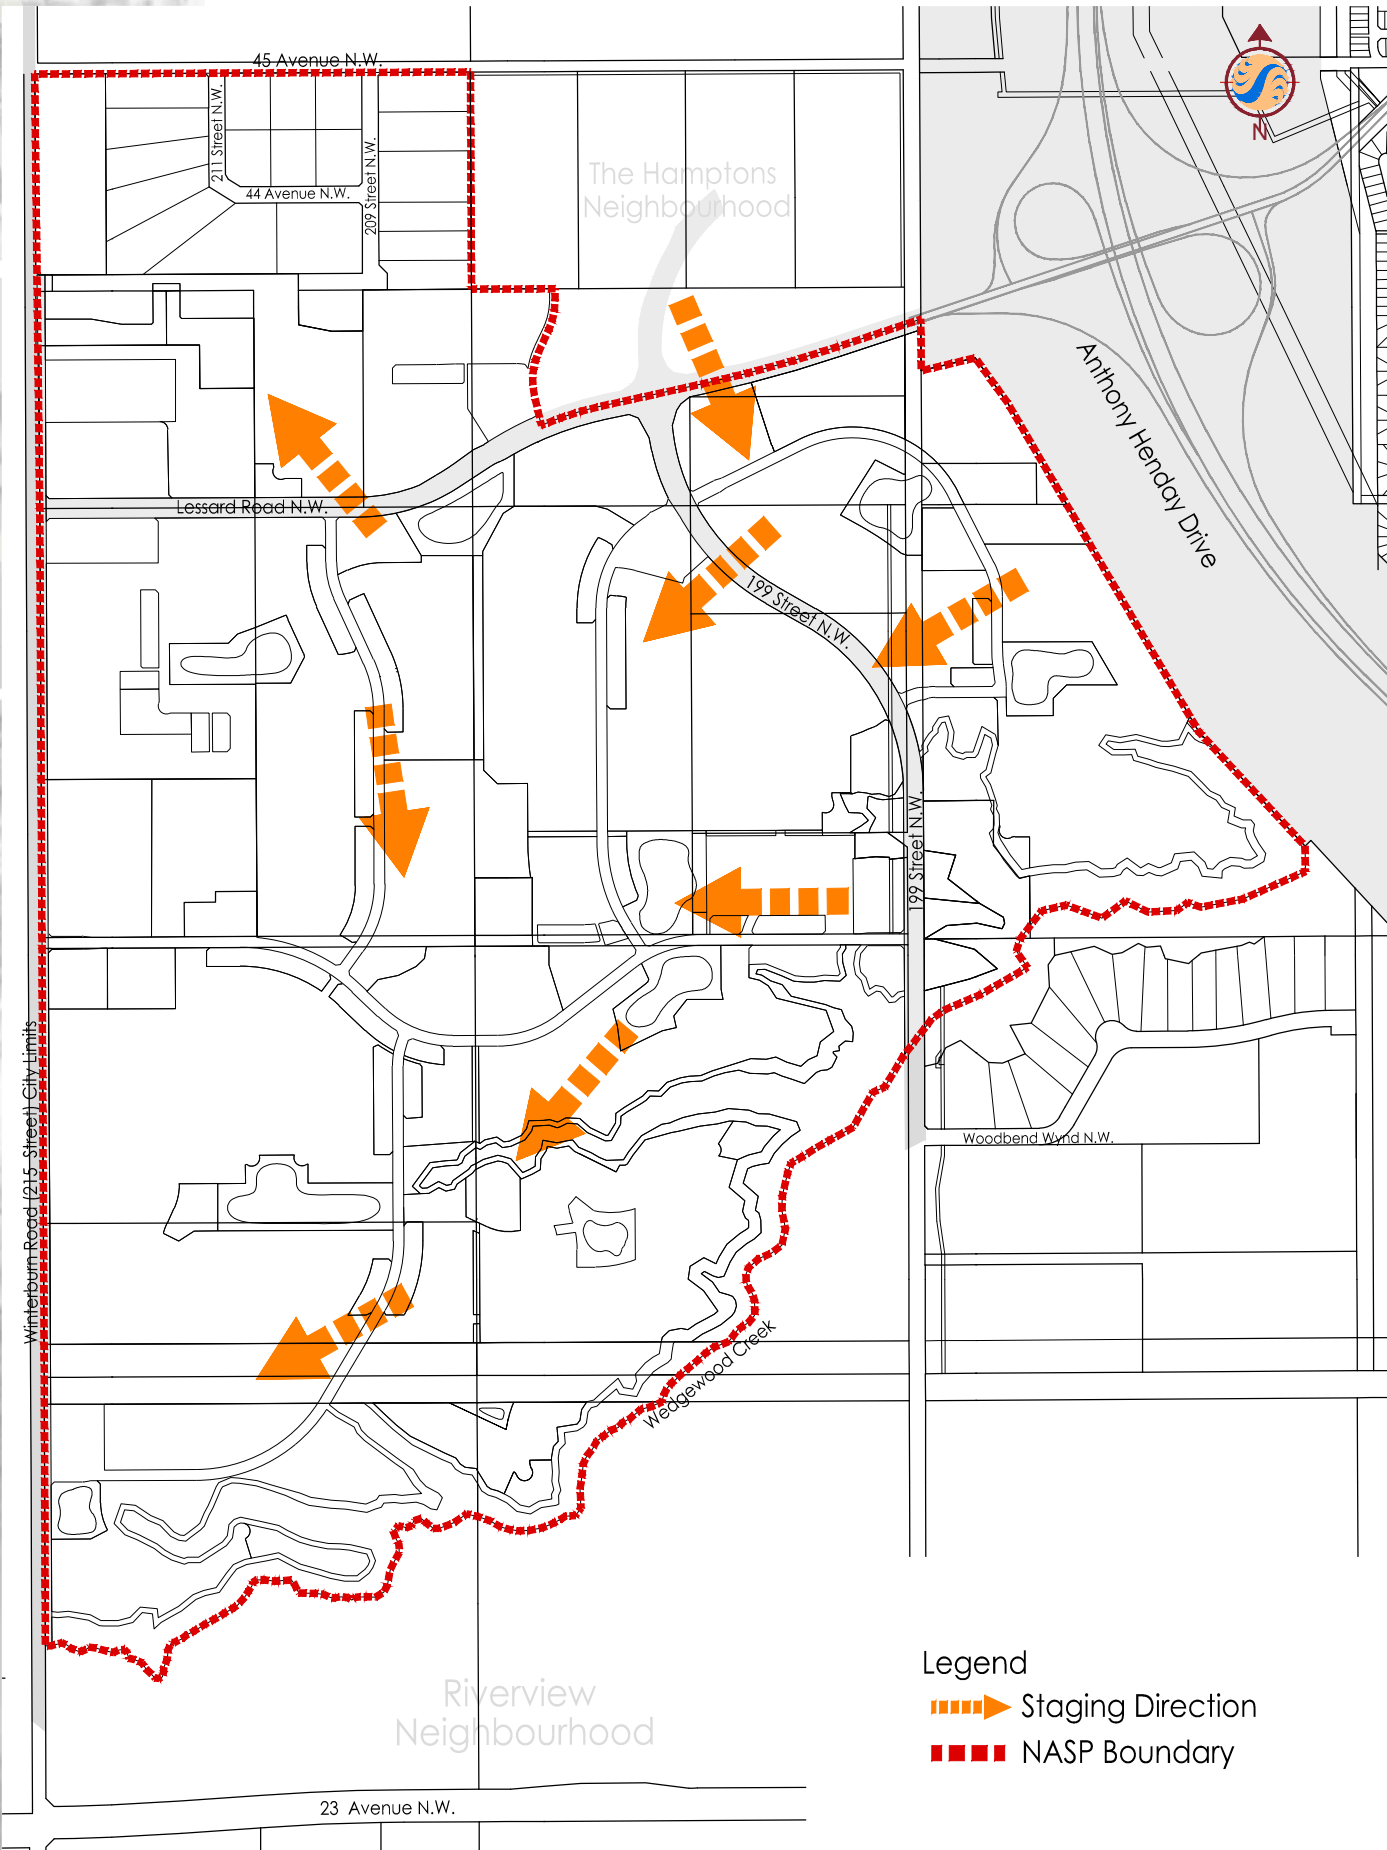 45 Avenue N.W.
211 Street N.W.
44 Avenue N.W.
209 Street N.W.
The Hamptons
Neighbourhood
N
Anthony Henday Drive
Lessard Road N.W.
199 Street N.W.
199 Street N.W.
Winterburn Road (215 Street) City Limits
Woodbend Wynd N.W.
Wedgewood Creek
Riverview
Neighbourhood
23 Avenue N.W.
Legend
Staging Direction
NASP Boundary